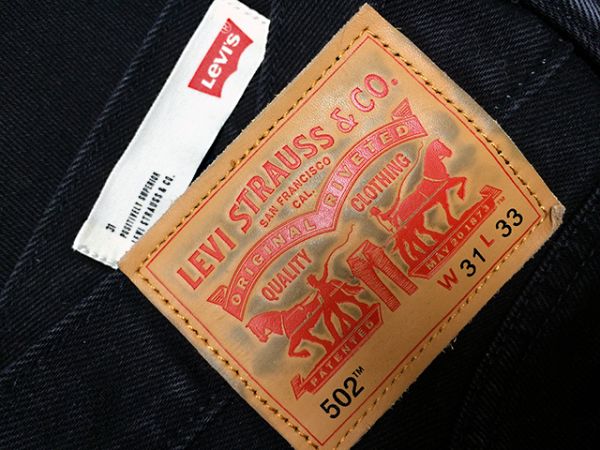 Levi's®
31
POSITIVELY SUPERIOR
LEVI STRAUSS & CO.
LEVI STRAUSS & CO.
SAN FRANCISCO
CAL.
ORIGINAL RIVETED
QUALITY CLOTHING
PATENTED
MAY 20 1873
TM
502™
W 31 L 33